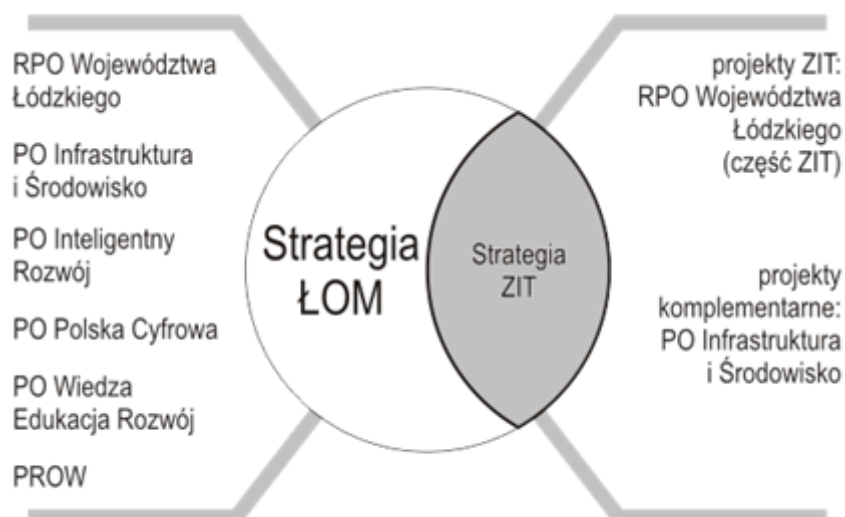 RPO Województwa
Łódzkiego
PO Infrastruktura
i Środowisko
PO Inteligentny
Rozwój
PO Polska Cyfrowa
PO Wiedza
Edukacja Rozwój
PROW
Strategia
ŁOM
Strategia
ZIT
projekty ZIT:
RPO Województwa
Łódzkiego
(część ZIT)
projekty
komplementarne:
PO Infrastruktura
i Środowisko